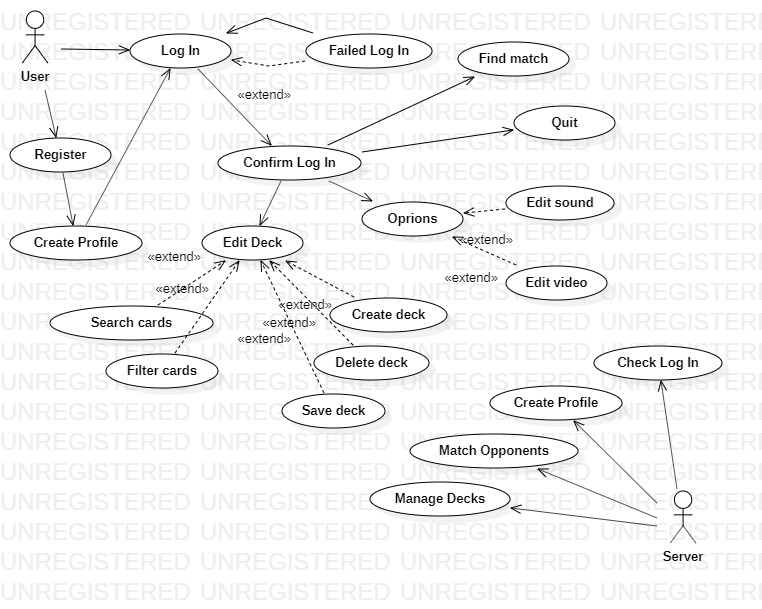 UNREGISTERED UNREGISTERED UNREGISTERED UNREGISTERI
Log In
Failed Log In
Find match
User
«extend»
Quit
Register
Confirm Log In
Edit sound
Oprions
Create Profile
Edit Deck
«extend»
«extend»
«extend»
Edit video
«extend»
«extend»
Create deck
Search cards
«extend»
«extend»
Delete deck
Check Log In
Filter cards
Create Profile
Save deck
Match Opponents
Manage Decks
Server